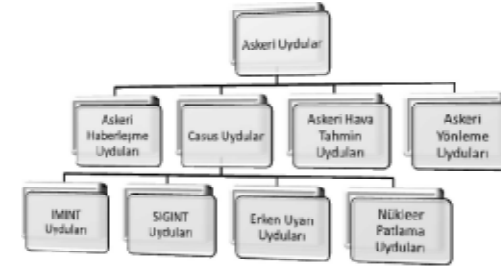 Askeri Uydular
Askeri
Haberleşme
Uyduları
Casus Uydular
Askeri Hava
Tahmin
Uyduları
Askeri
Yönleme
Uyduları
IMINT
Uyduları
SIGINT
Uyduları
Erken Uyarı
Uyduları
Nükleer
Patlama
Uyduları